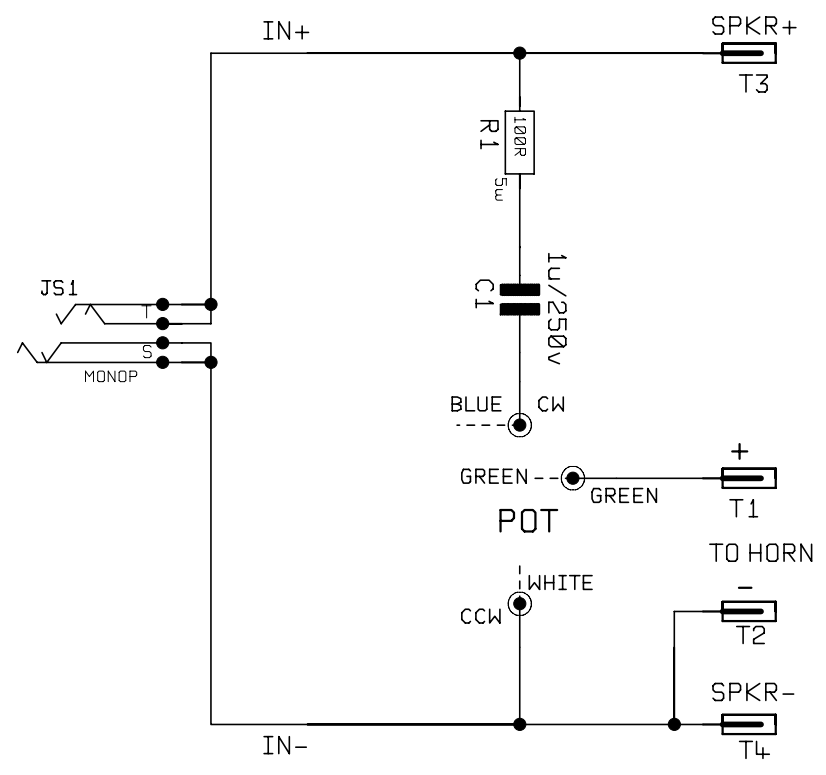 IN+
SPKR+
T3
R1
100R
5w
JS1
T
S
MONOP
C1
1u/250v
BLUE
CW
GREEN
GREEN
+
T1
POT
TO HORN
-
WHITE
CCW
T2
SPKR-
IN-
T4